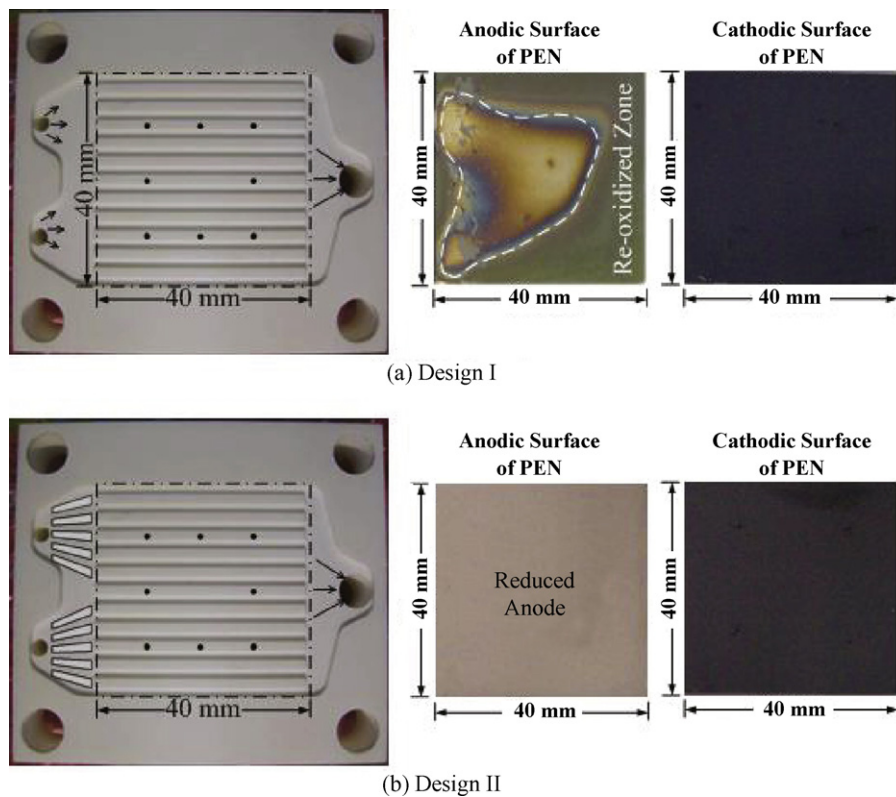 40 mm
40 mm
Anodic Surface
of PEN
40 mm
Re-oxidized Zone
40 mm
Cathodic Surface
of PEN
40 mm
40 mm
(a) Design I
40 mm
Anodic Surface
of PEN
40 mm
Reduced
Anode
40 mm
Cathodic Surface
of PEN
40 mm
40 mm
(b) Design II